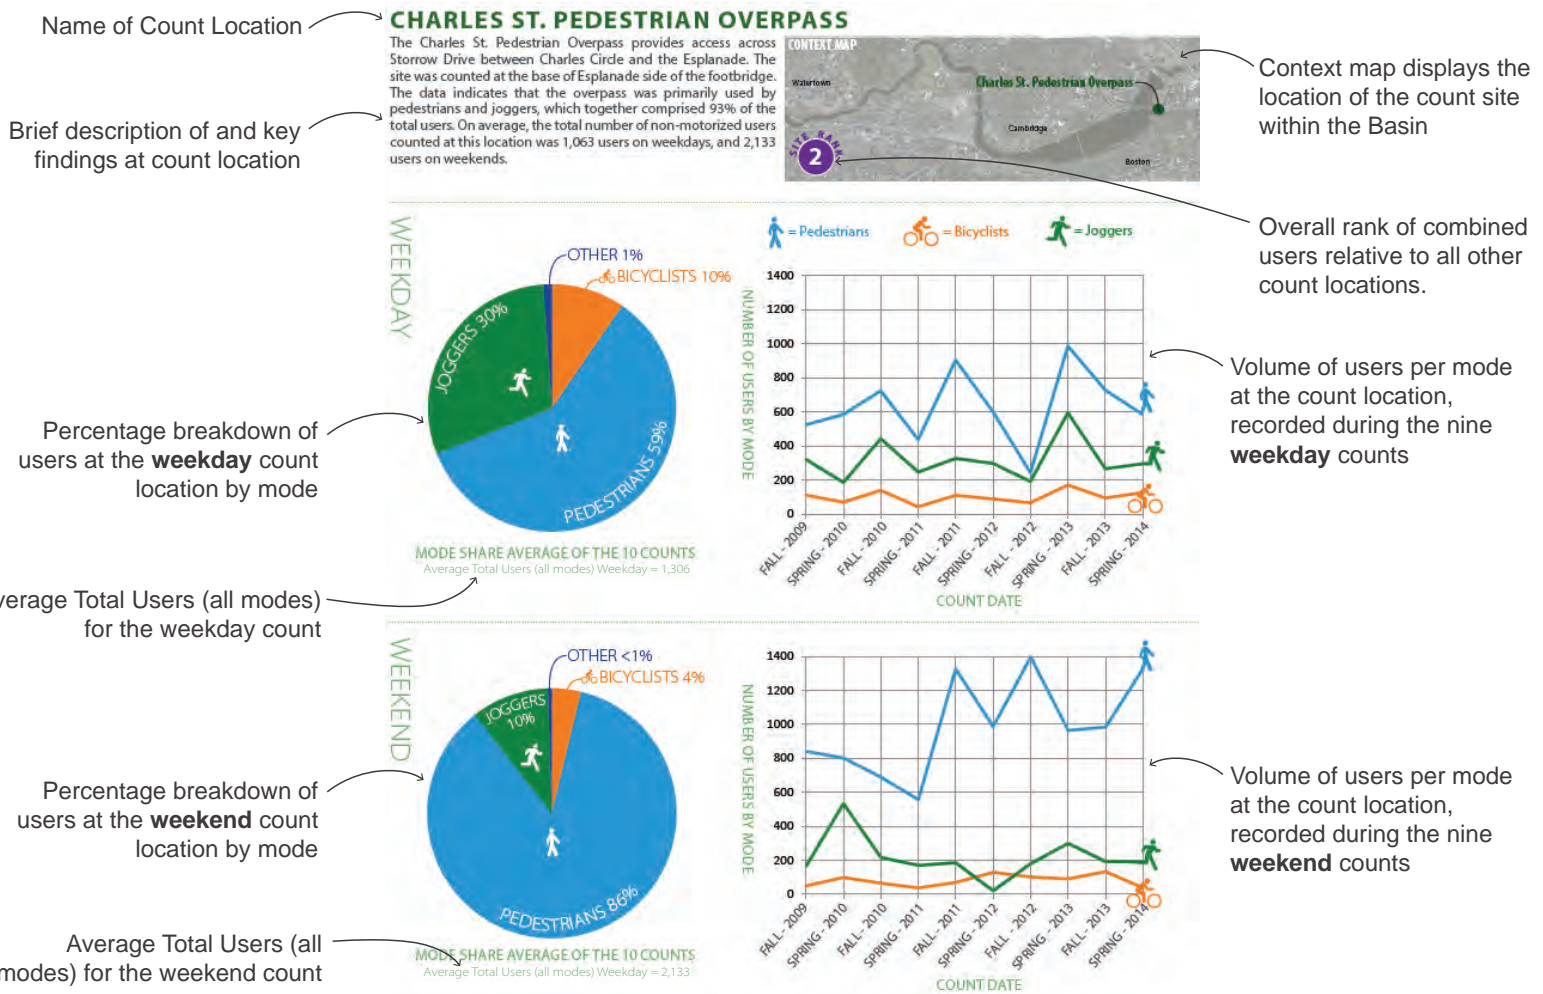 Name of Count Location
CHARLES ST. PEDESTRIAN OVERPASS
The Charles St. Pedestrian Overpass provides access across
Storrow Drive between Charles Circle and the Esplanade. The
site was counted at the base of Esplanade side of the footbridge.
The data indicates that the overpass was primarily used by
pedestrians and joggers, which together comprised 93% of the
total users. On average, the total number of non-motorized users
counted at this location was 1,063 users on weekdays, and 2,133
users on weekends.
Brief description of and key
findings at count location
CONTEXT MAP
Watertown
Charles St. Pedestrian Overpass
Cambridge
Boston
SITE RANK
2
Context map displays the
location of the count site
within the Basin
Overall rank of combined
users relative to all other
count locations.
WEEKDAY
OTHER 1%
BICYCLISTS 10%
JOGGERS 30%
PEDESTRIANS 59%
MODE SHARE AVERAGE OF THE 10 COUNTS
Average Total Users (all modes) Weekday = 1,306
Percentage breakdown of
users at the weekday count
location by mode
verage Total Users (all modes)
for the weekday count
= Pedestrians
= Bicyclists
= Joggers
NUMBER OF USERS BY MODE
1400
1200
1000
800
600
400
200
0
FALL - 2009
SPRING - 2010
FALL - 2010
SPRING - 2011
FALL - 2011
SPRING - 2012
FALL - 2012
SPRING - 2013
FALL - 2013
SPRING - 2014
COUNT DATE
Volume of users per mode
at the count location,
recorded during the nine
weekday counts
WEEKEND
OTHER <1%
BICYCLISTS 4%
JOGGERS
10%
PEDESTRIANS 86%
MODE SHARE AVERAGE OF THE 10 COUNTS
Average Total Users (all modes) Weekday = 2,133
Percentage breakdown of
users at the weekend count
location by mode
Average Total Users (all
modes) for the weekend count
NUMBER OF USERS BY MODE
1400
1200
1000
800
600
400
200
0
FALL - 2009
SPRING - 2010
FALL - 2010
SPRING - 2011
FALL - 2011
SPRING - 2012
FALL - 2012
SPRING - 2013
FALL - 2013
SPRING - 2014
COUNT DATE
Volume of users per mode
at the count location,
recorded during the nine
weekend counts